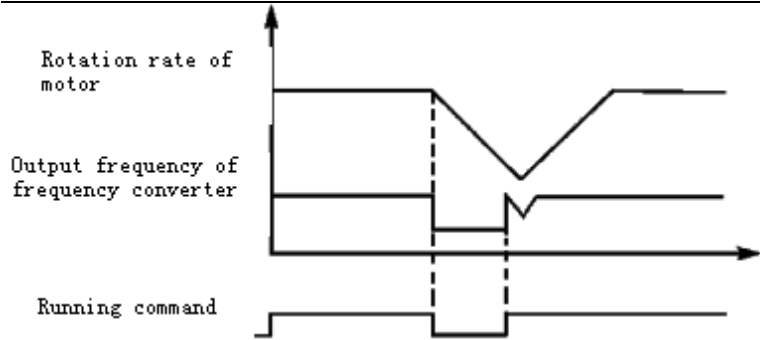 Rotation rate of
motor
Output frequency of
frequency converter
Running command